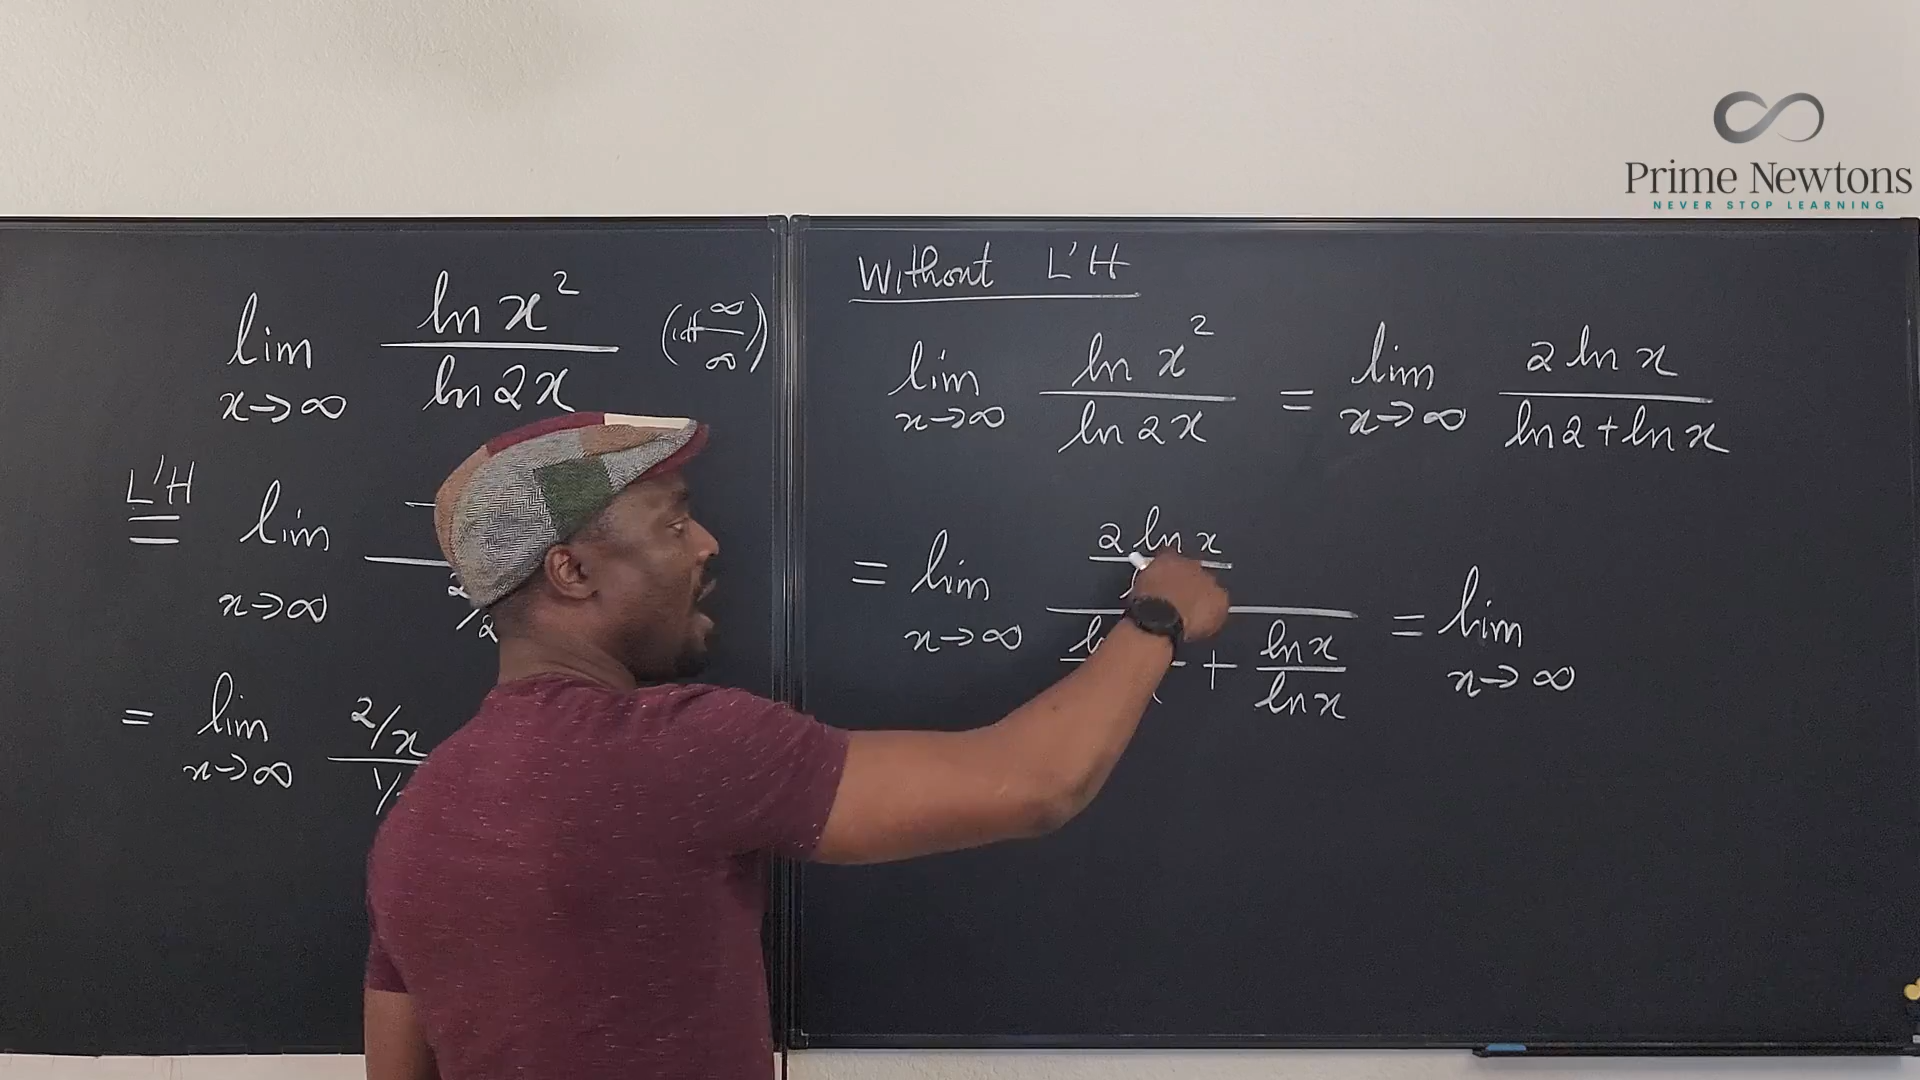 Prime Newtons
NEVER STOP LEARNING
lim x→∞ ln x² / ln 2x
L'H = lim x→∞
= lim x→∞ 2/x
Without L'H
lim x→∞ ln x² / ln 2x = lim x→∞ 2 ln x / ln 2 + ln x
= lim x→∞ 2 ln x + ln x / ln x = lim x→∞